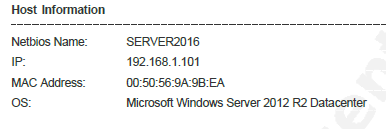 Host Information
Netbios Name: SERVER2016
IP: 192.168.1.101
MAC Address: 00:50:56:9A:9B:EA
OS: Microsoft Windows Server 2012 R2 Datacenter